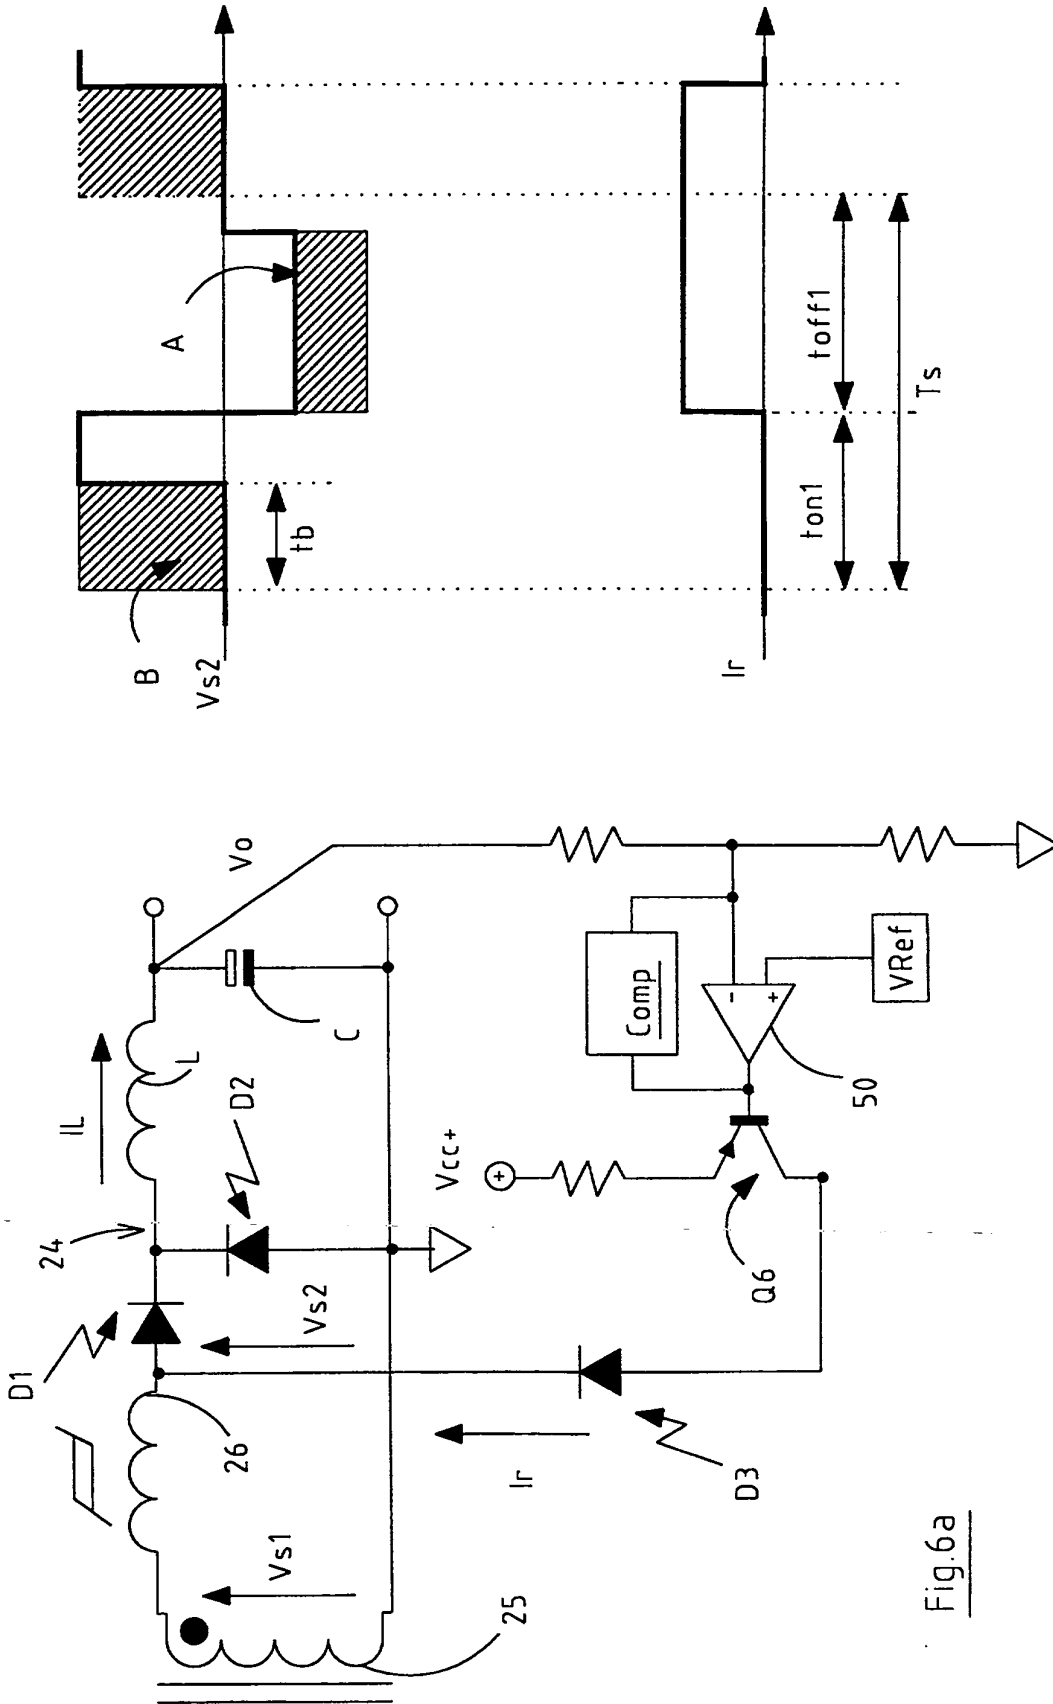 D1
24
IL
L
Vo
26
Vs2
D2
C
Vs1
Vcc+
25
Ir
D3
Q6
50
Comp
-
+
VRef
Fig.6a
B
A
Vs2
tb
Ir
ton1
toff1
Ts